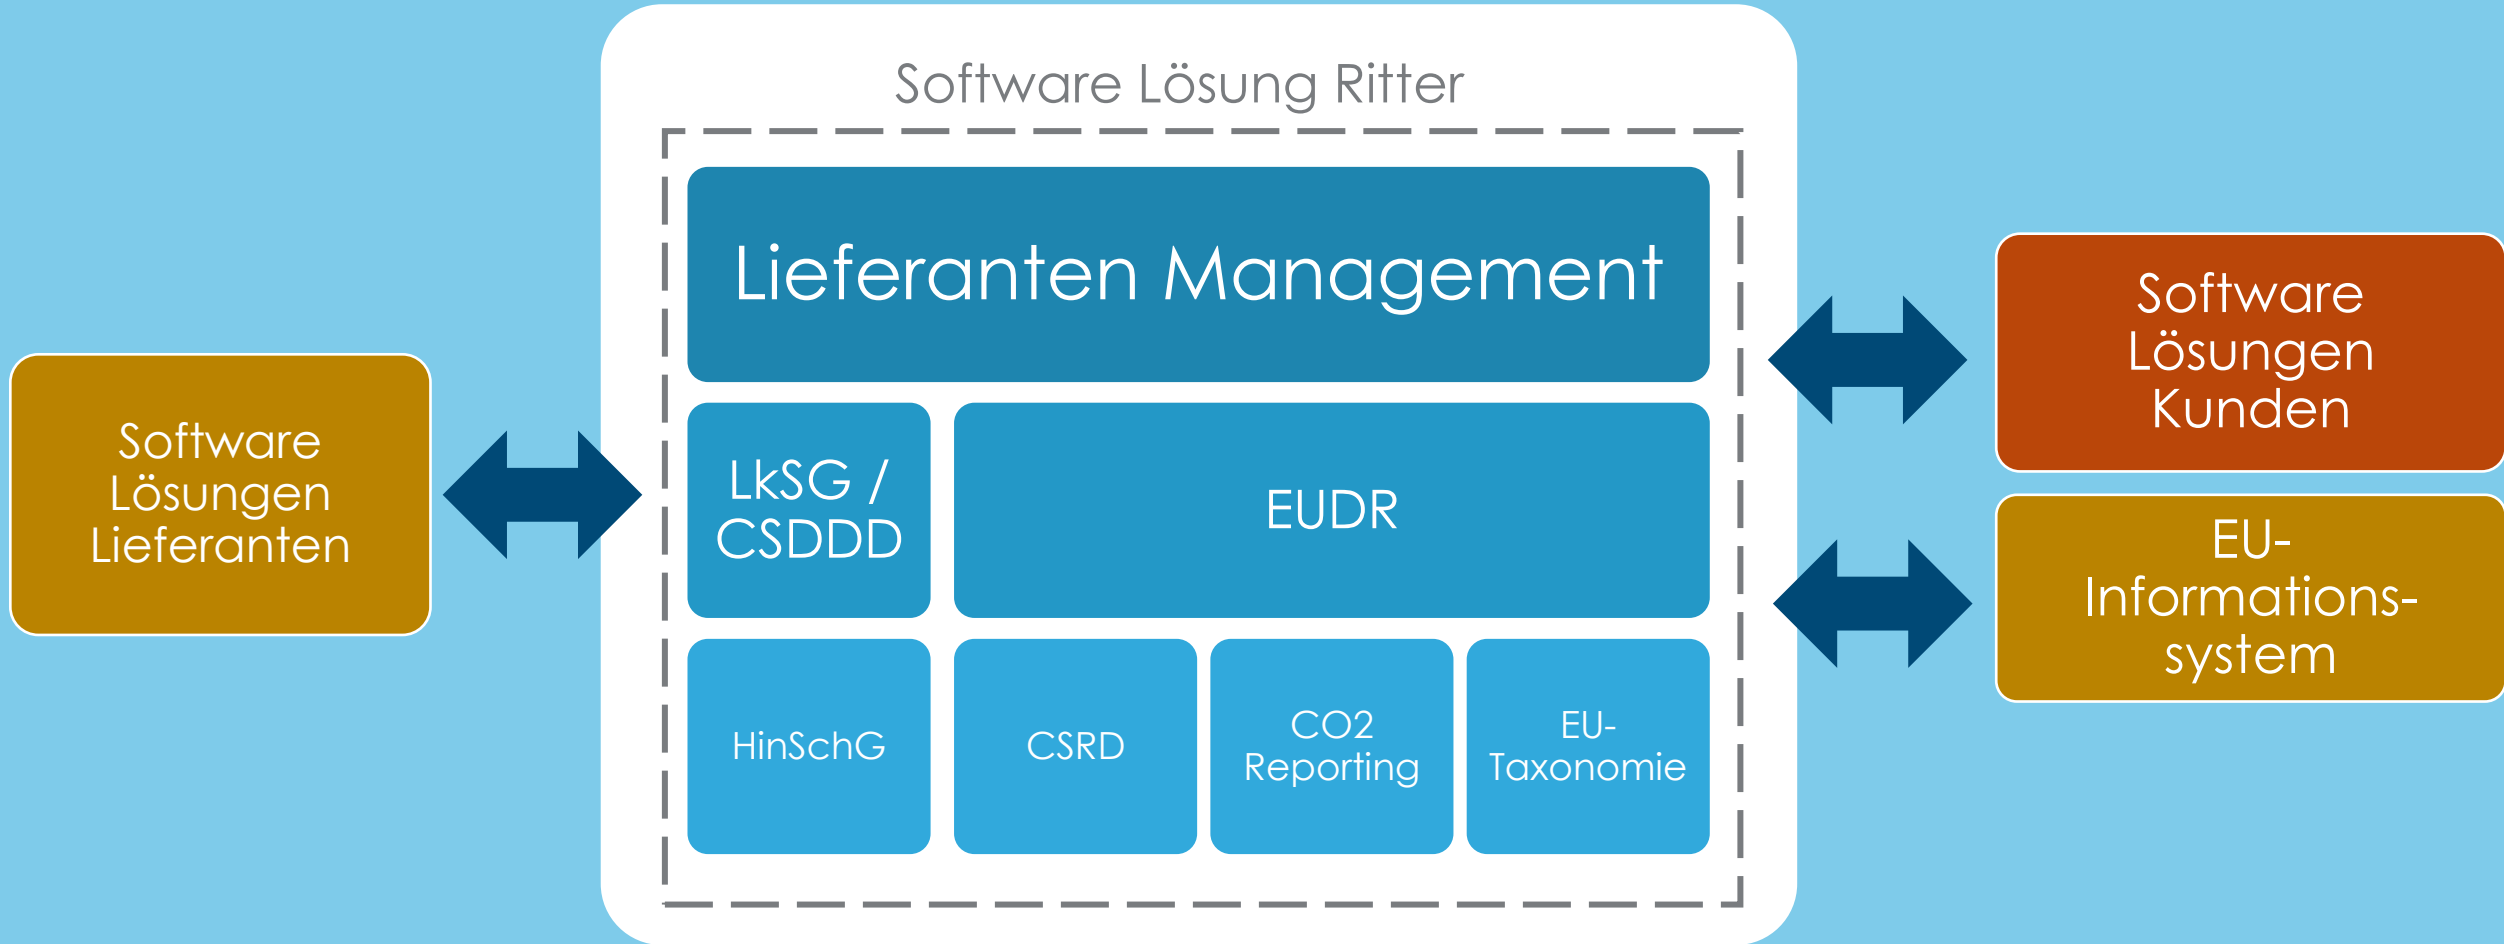 Software Lösung Ritter
Lieferanten Management
Software
Lösungen
Lieferanten
LkSG /
CSDDD
EUDR
HinSchG
CSRD
CO2
Reporting
EU-
Taxonomie
Software
Lösungen
Kunden
EU-
Informations-
system